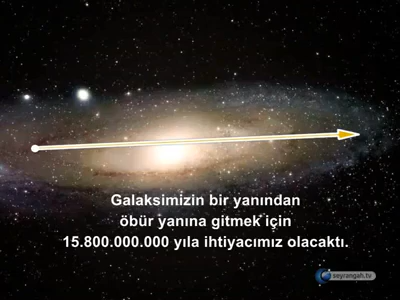 Galaksimizin bir yanından
öbür yanına gitmek için
15.800.000.000 yıla ihtiyacımız olacaktı.
seyrangah.tv